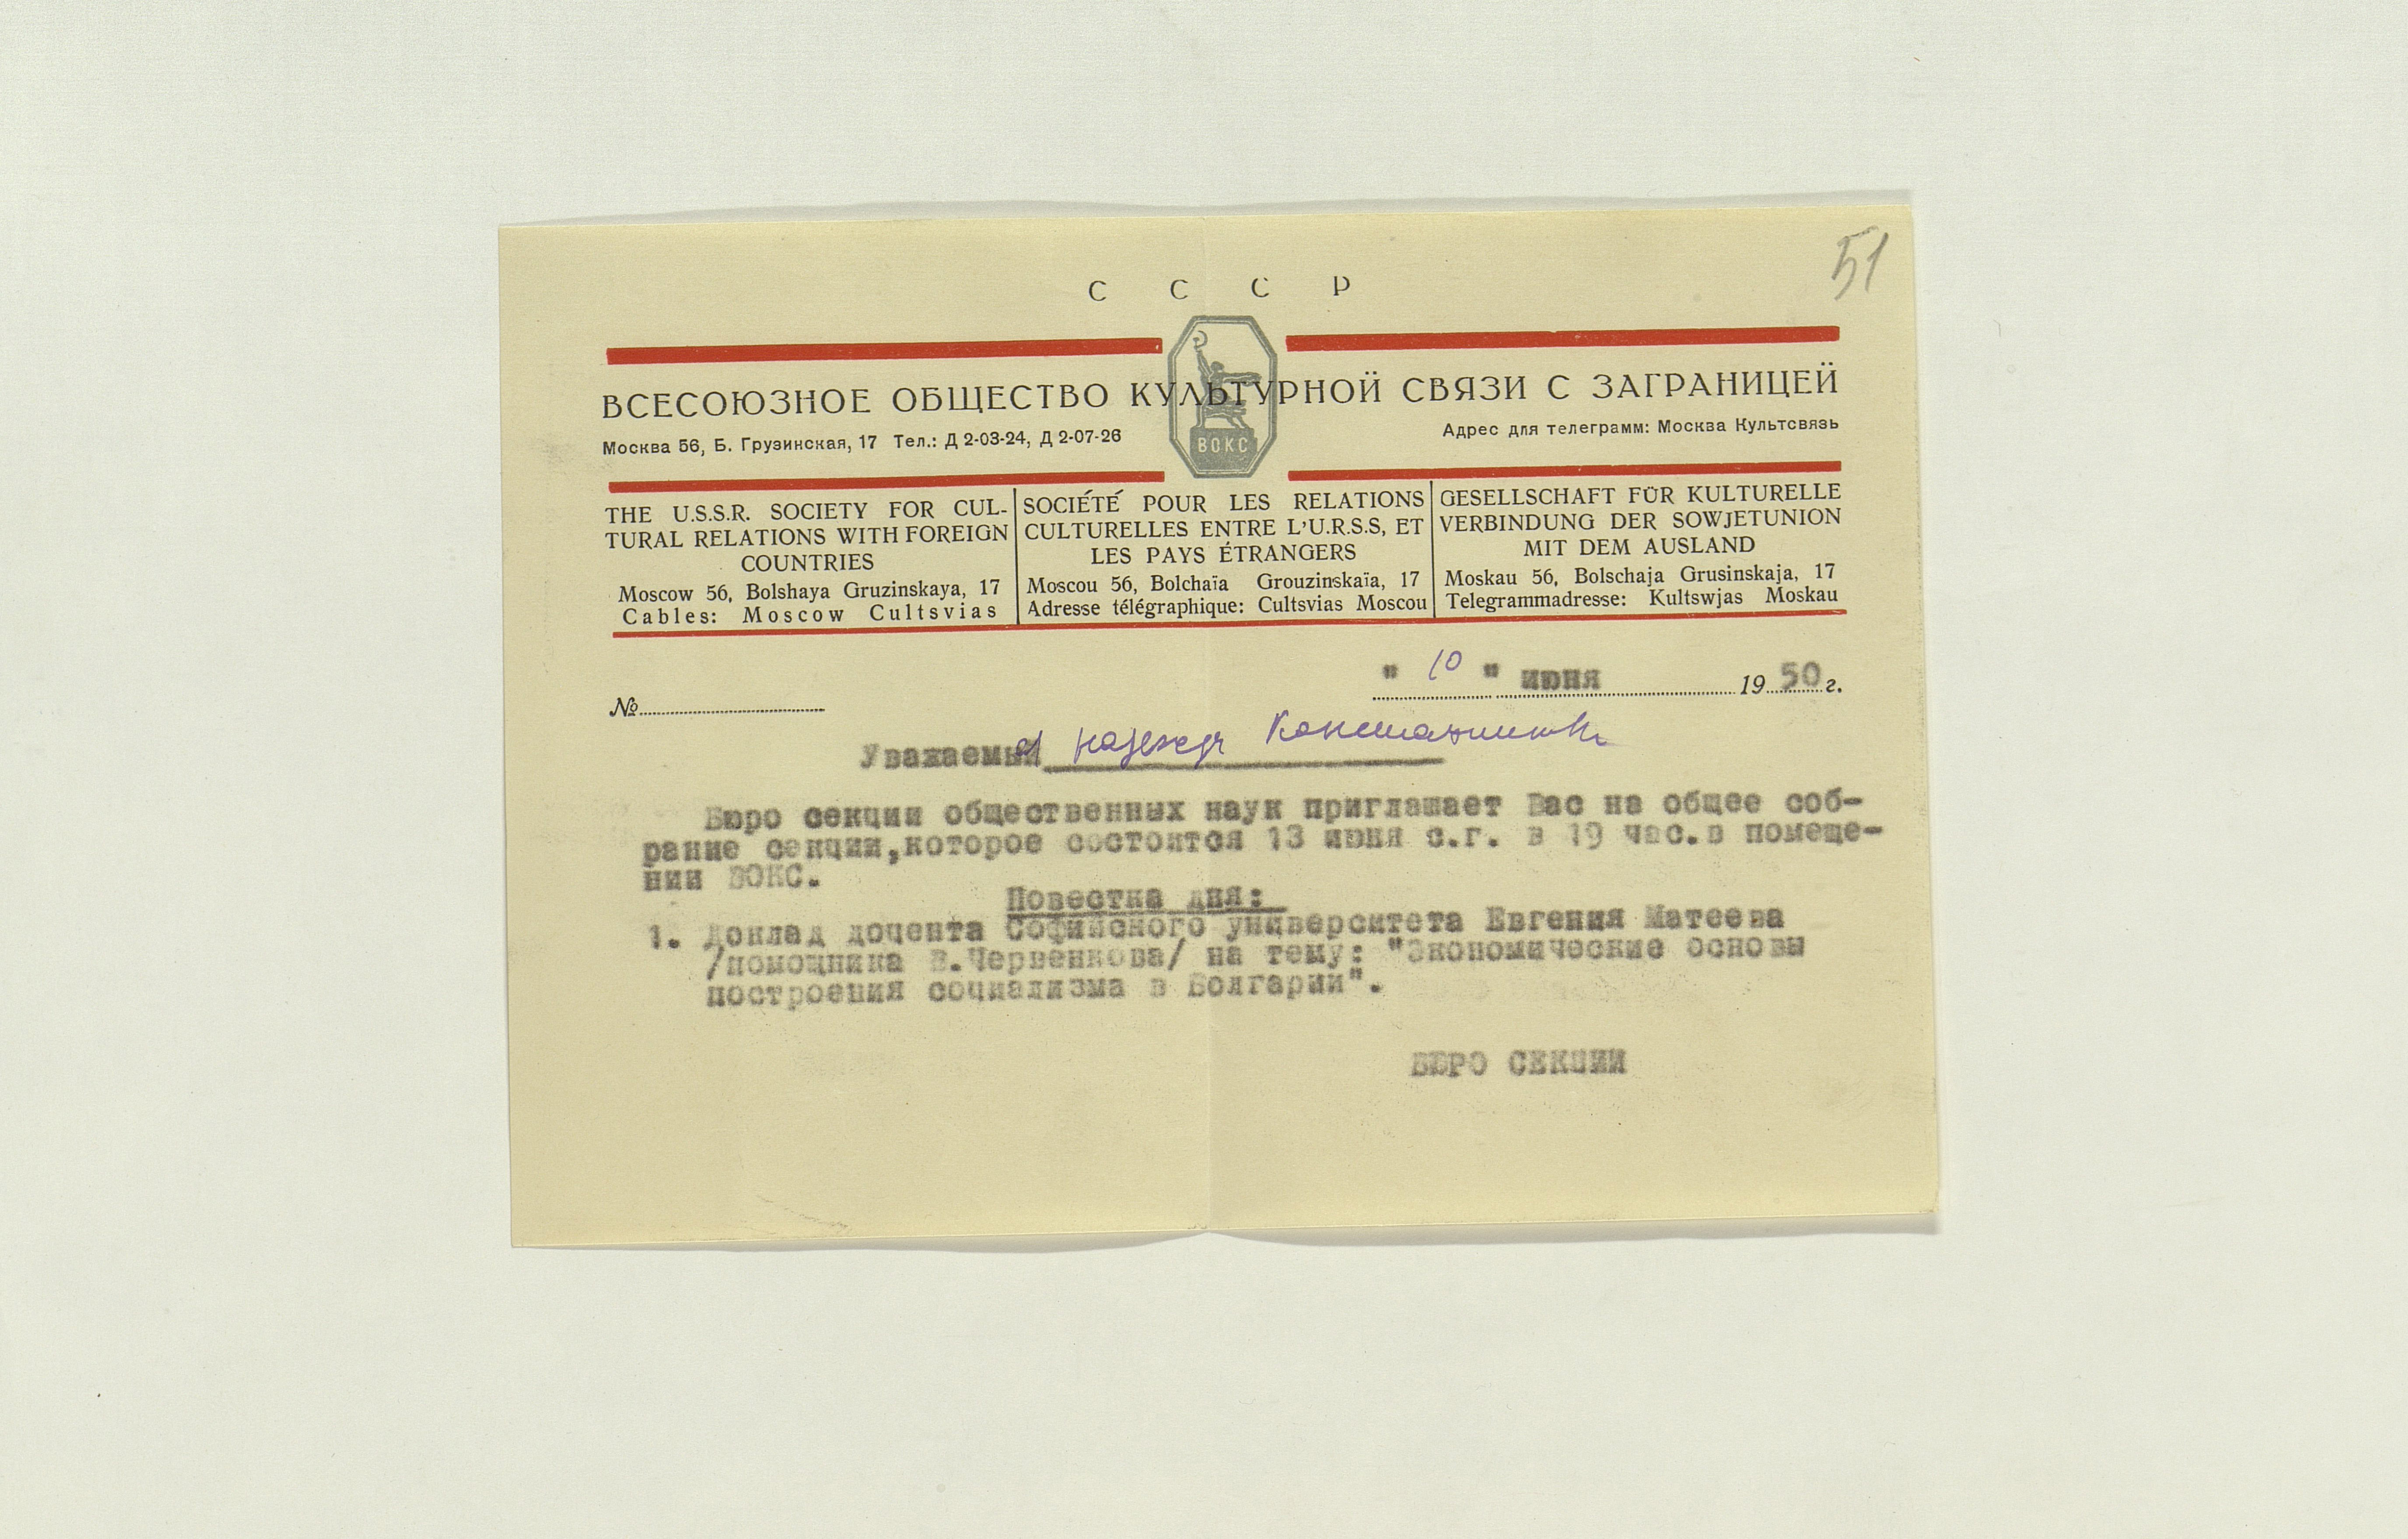 51
С С С Р
ВСЕСОЮЗНОЕ ОБЩЕСТВО КУЛЬТУРНОЙ СВЯЗИ С ЗАГРАНИЦЕЙ
Москва 56, Б. Грузинская, 17 Тел.: Д 2-03-24, Д 2-07-26
Адрес для телеграмм: Москва Культсвязь
ВОКС
THE U.S.S.R. SOCIETY FOR CUL-
TURAL RELATIONS WITH FOREIGN
COUNTRIES
Moscow 56, Bolshaya Gruzinskaya, 17
Cables: Moscow Cultsvias
SOCIÉTÉ POUR LES RELATIONS
CULTURELLES ENTRE L'U.R.S.S, ET
LES PAYS ÉTRANGERS
Moscou 56, Bolchaïa Grouzinskaïa, 17
Adresse télégraphique: Cultsvias Moscou
GESELLSCHAFT FÜR KULTURELLE
VERBINDUNG DER SOWJETUNION
MIT DEM AUSLAND
Moskau 56, Bolschaja Grusinskaja, 17
Telegrammadresse: Kultswjas Moskau
" 10 " июня 1950 г.
№
Уважаемый
Бюро секции общественных наук приглашает Вас на общее соб-
рание секции,которое состоится 13 июня с.г. в 19 час.в помеще-
нии ВОКС.
Повестка дня:
1. Доклад доцента Софийского университета Евгения Матеева
/помощника В.Червенкова/ на тему: "Экономические основы
построения социализма в Болгарии".
БЮРО СЕКЦИИ